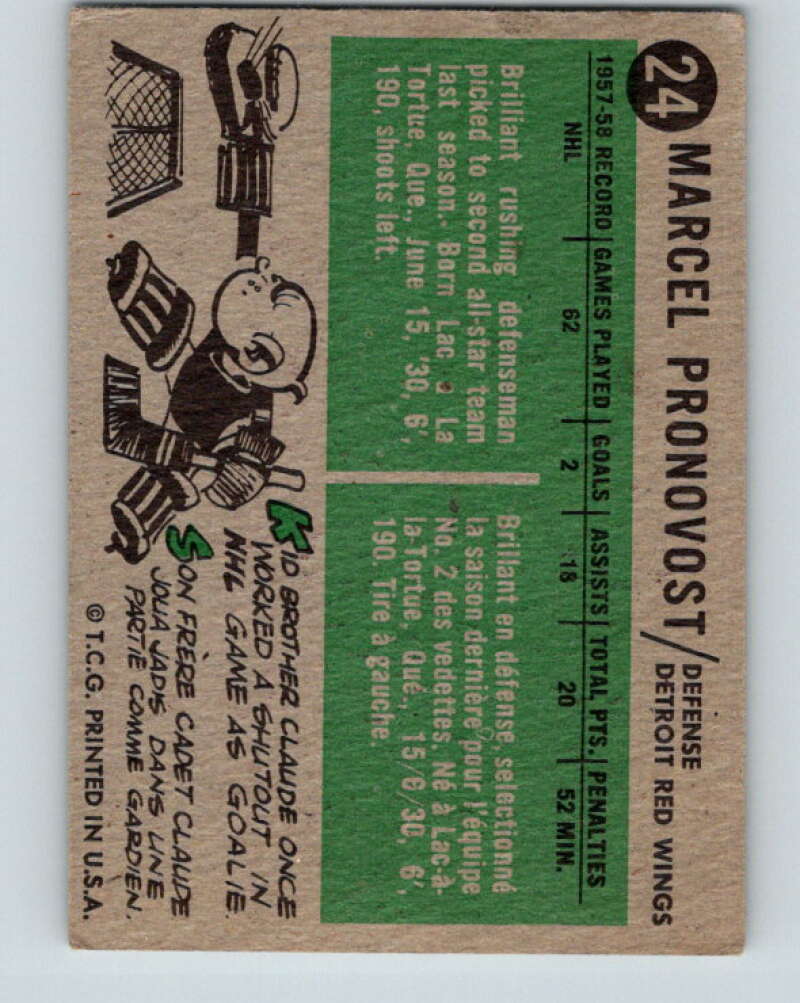 24 MARCEL PRONOVOST/ DEFENSE
DETROIT RED WINGS
1957-58 RECORD | GAMES PLAYED | GOALS | ASSISTS | TOTAL PTS. | PENALTIES
NHL 62 2 18 20 52 MIN.
Brilliant rushing defenseman
picked to second all-star team
last season. Born Lac a La
Tortue, Que., June 15, '30, 6',
190, shoots left.
Brillant en défense, selectionné
la saison dernière pour l'équipe
No. 2 des vedettes. Né à Lac-à-
la-Tortue, Qué., 15/6/30, 6',
190. Tire à gauche.
KID BROTHER CLAUDE ONCE
WORKED A SHUTOUT IN
NHL GAME AS GOALIE.
SON FRÈRE CADET CLAUDE
JOUA JADIS DANS UNE
PARTIE COMME GARDIEN.
© T.C.G. PRINTED IN U.S.A.